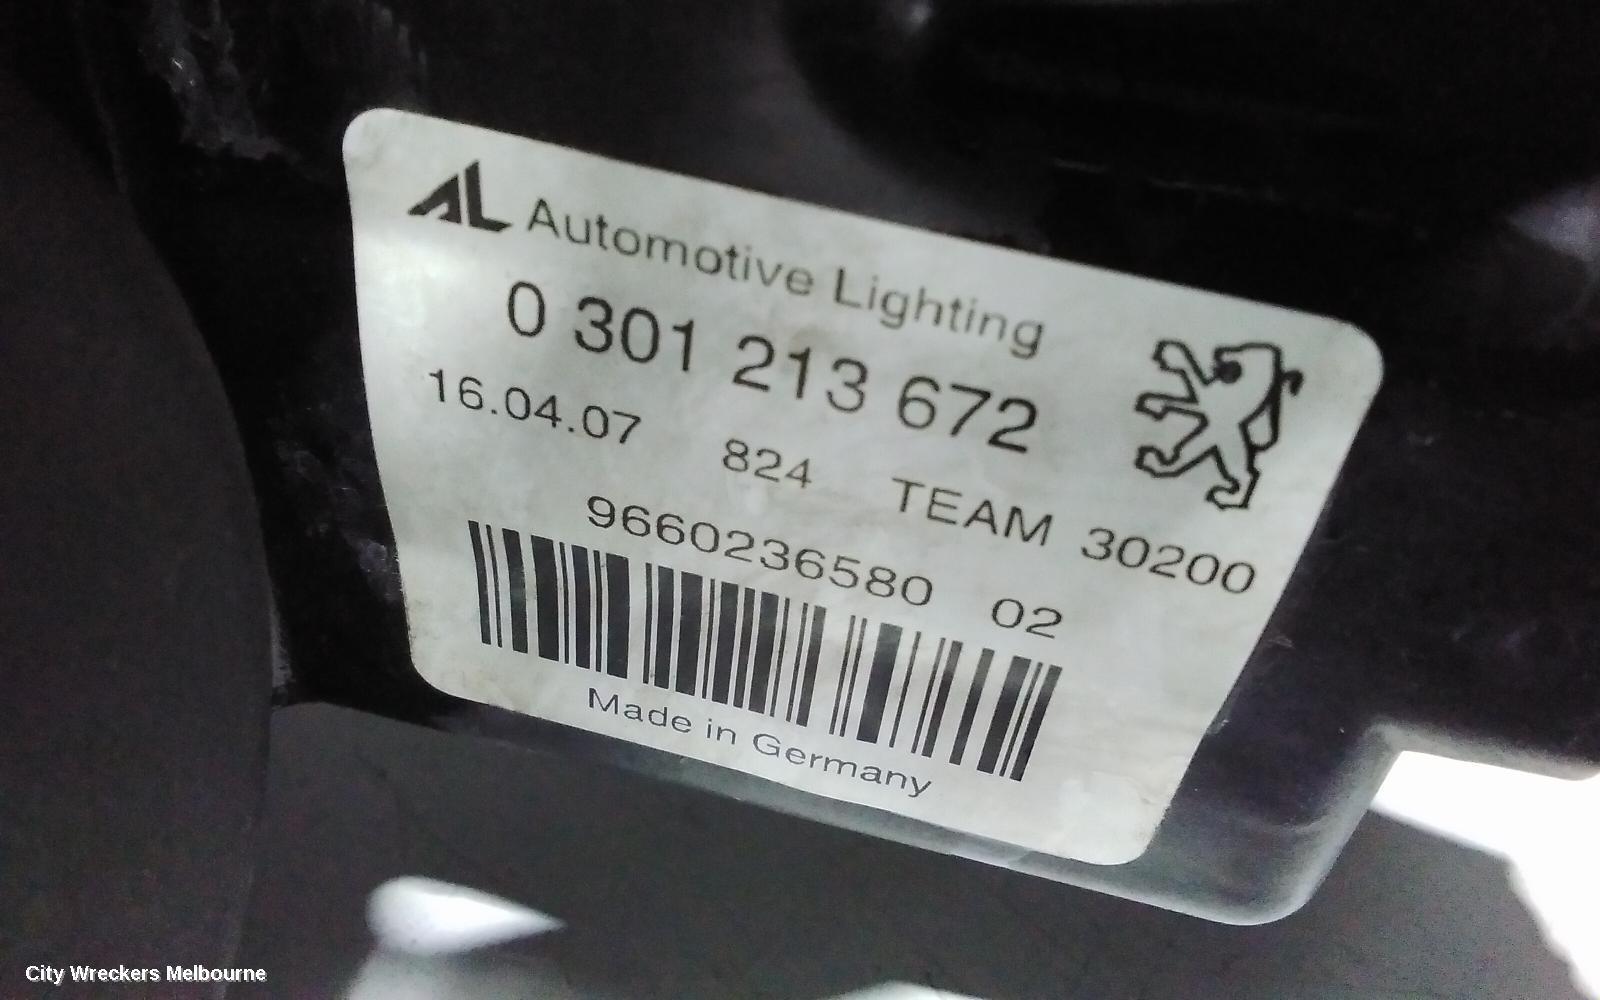 AL Automotive Lighting
0 301 213 672
16.04.07 824 TEAM 30200
9660236580 02
Made in Germany
City Wreckers Melbourne